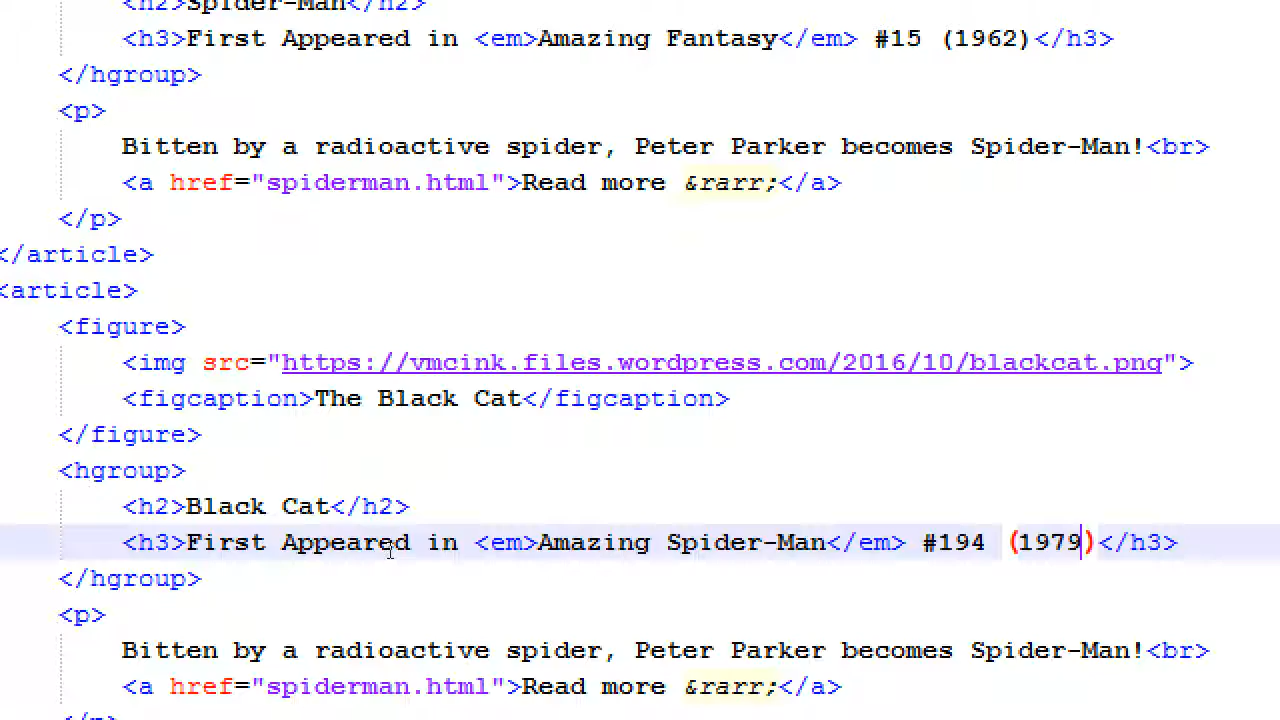 <h2>Spider-Man</h2>
<h3>First Appeared in <em>Amazing Fantasy</em> #15 (1962)</h3>
</hgroup>
<p>
Bitten by a radioactive spider, Peter Parker becomes Spider-Man!<br>
<a href="spiderman.html">Read more &rarr;</a>
</p>
</article>
<article>
<figure>
<img src="https://vmcink.files.wordpress.com/2016/10/blackcat.png">
<figcaption>The Black Cat</figcaption>
</figure>
<hgroup>
<h2>Black Cat</h2>
<h3>First Appeared in <em>Amazing Spider-Man</em> #194 (1979)</h3>
</hgroup>
<p>
Bitten by a radioactive spider, Peter Parker becomes Spider-Man!<br>
<a href="spiderman.html">Read more &rarr;</a>
</p>